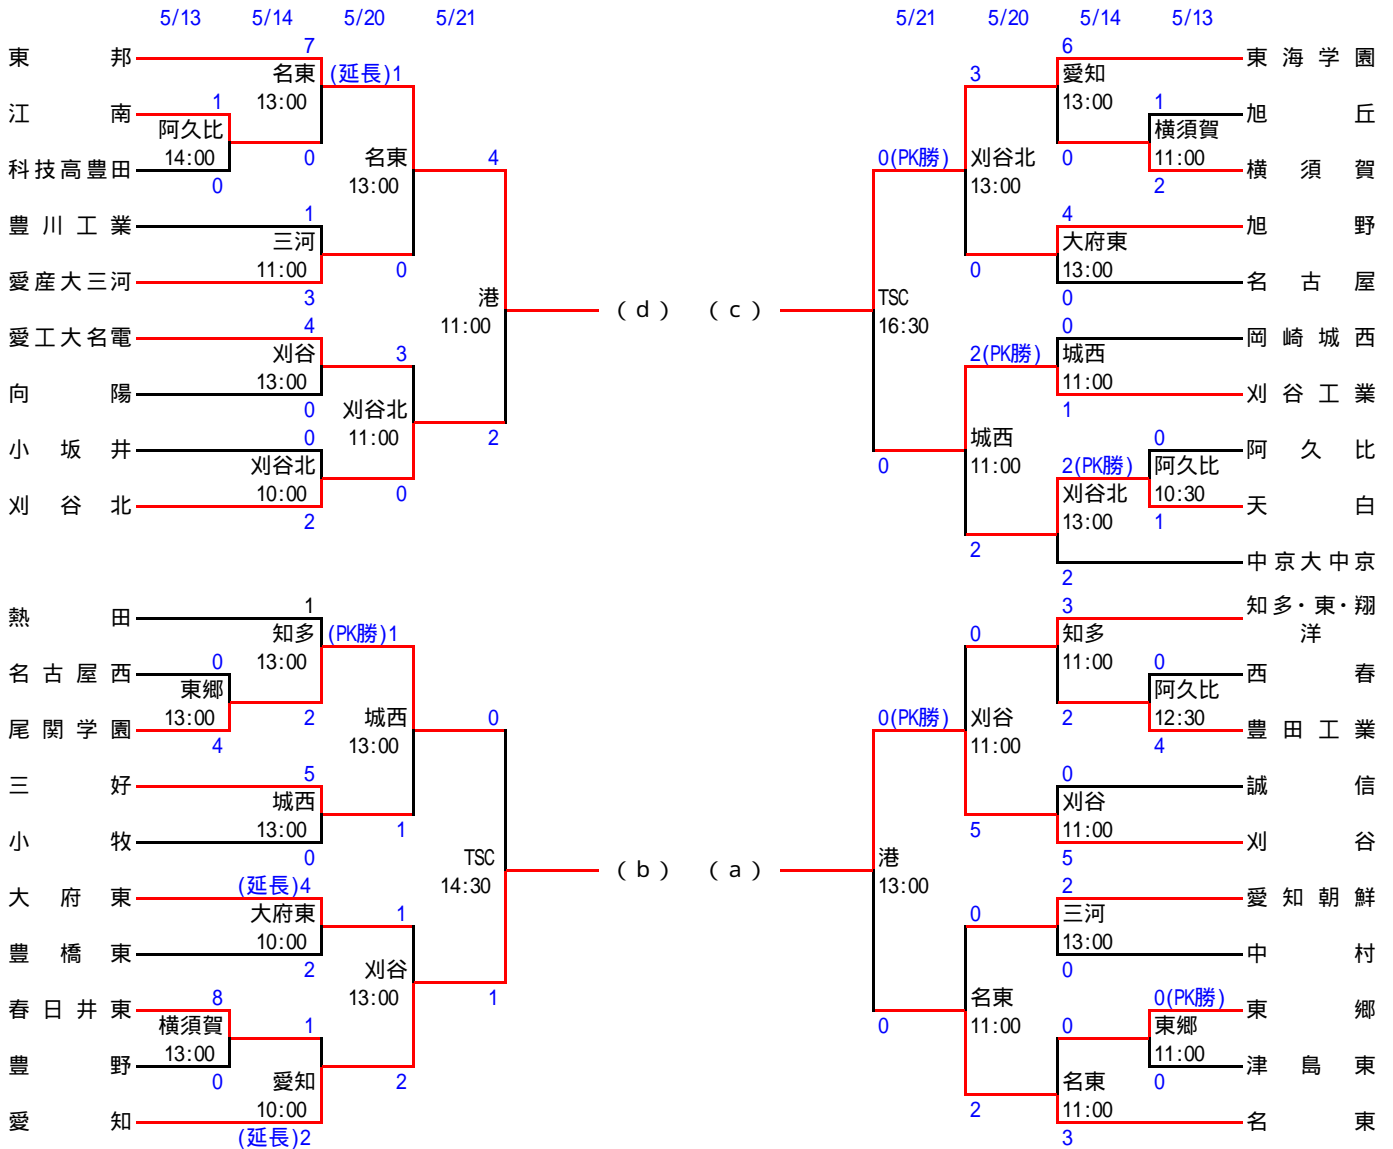 5/13 5/14 5/20 5/21 5/21 5/20 5/14 5/13
7 6
東邦 名東 (延長)1 3 愛知 東海学園
13:00 13:00
江南 1 1 旭丘
阿久比 横須賀
14:00 0 名東 4 0(PK勝) 刈谷北 0 11:00
科技高豊田 0 13:00 13:00 2 横須賀
豊川工業 1 4 旭野
三河 大府東
11:00 0 0 13:00
愛産大三河 3 港 TSC 0 名古屋
11:00 (d) (c) 16:30
愛工大名電 4 0 岡崎城西
刈谷 3 2(PK勝) 城西
13:00 11:00
向陽 0 刈谷北 1 刈谷工業
小坂井 0 11:00 2 0 城西 0 阿久比
刈谷北 11:00 2(PK勝) 阿久比
10:00 0 刈谷北 10:30
刈谷北 2 13:00 1 天白
2
2 中京大中京
熱田 1 3 知多・東・翔
洋
知多 (PK勝)1 0 知多
13:00 11:00
名古屋西 0 0 西春
東郷 阿久比
13:00 2 城西 0 0(PK勝) 刈谷 2 12:30
尾関学園 4 13:00 11:00 4 豊田工業
三好 5 0 誠信
城西 刈谷
13:00 1 5 11:00
小牧 0 TSC 港 5 刈谷
14:30 (b) (a) 13:00
大府東 (延長)4 2 愛知朝鮮
大府東 1 0 三河
10:00 13:00
豊橋東 2 刈谷 0 中村
13:00 1 0 名東
春日井東 8 11:00 0(PK勝) 東郷
横須賀 1 0 東郷
13:00 11:00
豊野 0 愛知 2 2 名東 0 津島東
10:00 11:00
愛知 (延長)2 3 名東